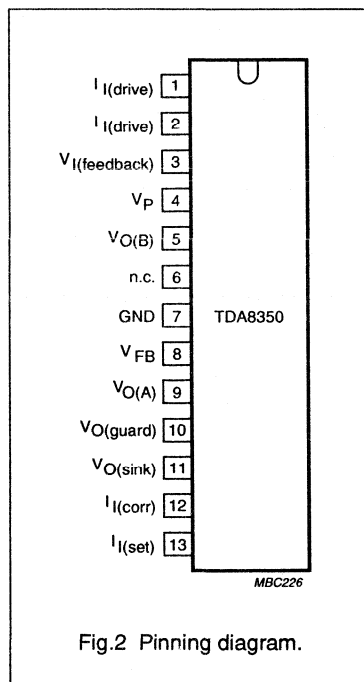 I I(drive) 1
I I(drive) 2
V I(feedback) 3
V P 4
V O(B) 5
n.c. 6
GND 7 TDA8350
V FB 8
V O(A) 9
V O(guard) 10
V O(sink) 11
I I(corr) 12
I I(set) 13
MBC226
Fig.2 Pinning diagram.